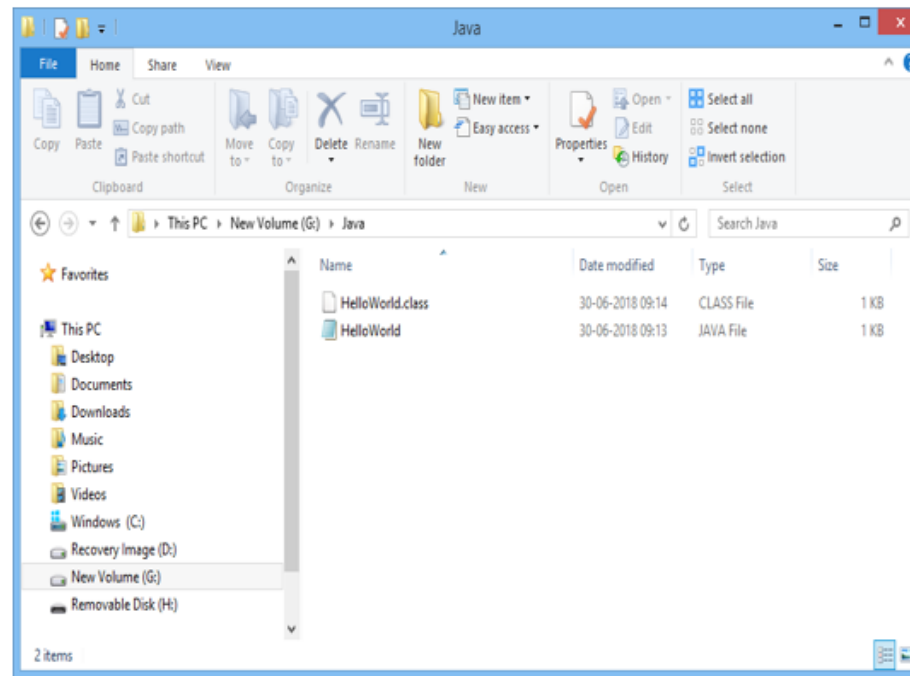 Java
File Home Share View
Copy
Paste
Cut
Copy path
Paste shortcut
Clipboard
Move to
Copy to
Delete
Rename
Organize
New folder
New item
Easy access
New
Properties
Open
Edit
History
Open
Select all
Select none
Invert selection
Select
This PC New Volume (G:) Java
Search Java
Favorites
This PC
Desktop
Documents
Downloads
Music
Pictures
Videos
Windows (C:)
Recovery Image (D:)
New Volume (G:)
Removable Disk (H:)
Name Date modified Type Size
HelloWorld.class 30-06-2018 09:14 CLASS File 1 KB
HelloWorld 30-06-2018 09:13 JAVA File 1 KB
2 items